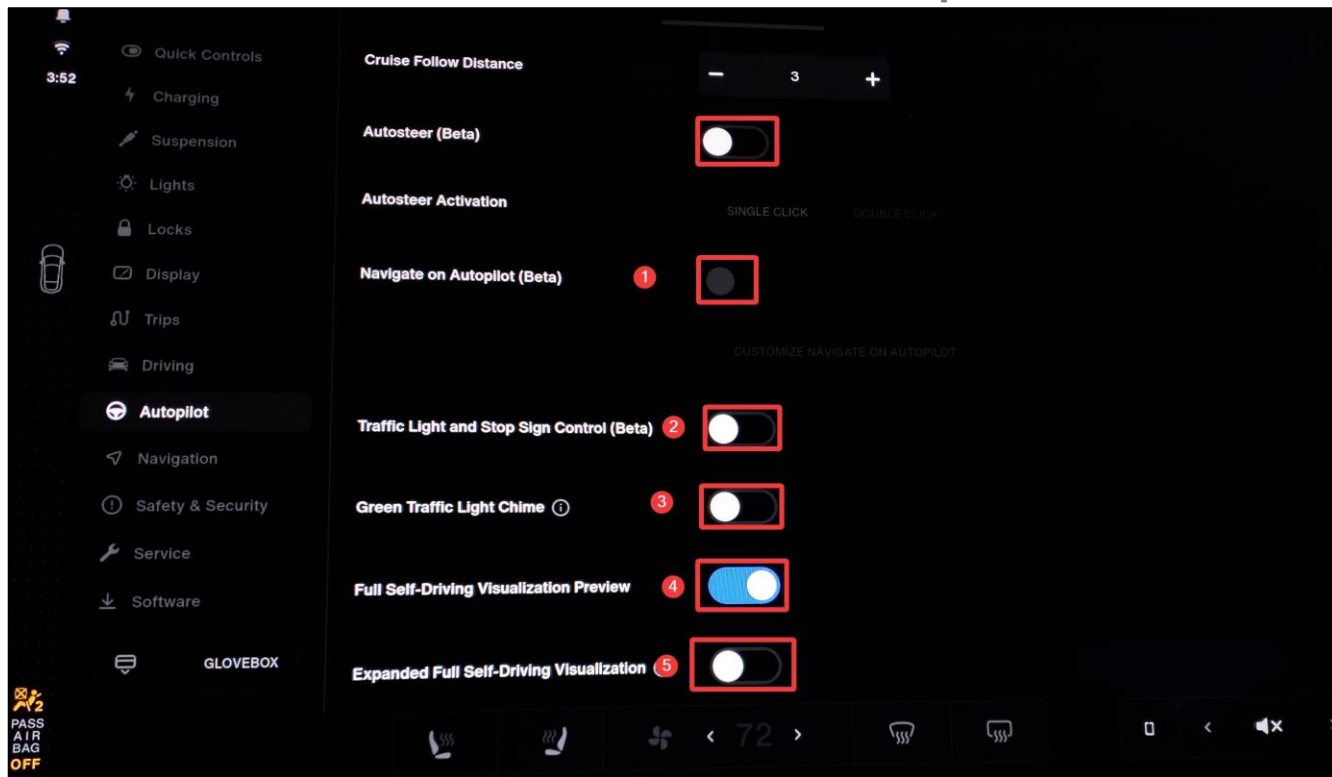 3:52
Quick Controls
Charging
Suspension
Lights
Locks
Display
Trips
Driving
Autopilot
Navigation
Safety & Security
Service
Software
GLOVEBOX
Cruise Follow Distance
3
Autosteer (Beta)
Autosteer Activation
SINGLE CLICK DOUBLE CLICK
Navigate on Autopilot (Beta) 1
CUSTOMIZE NAVIGATE ON AUTOPILOT
Traffic Light and Stop Sign Control (Beta) 2
Green Traffic Light Chime 3
Full Self-Driving Visualization Preview 4
Expanded Full Self-Driving Visualization 5
2
PASS
AIR
BAG
OFF
72